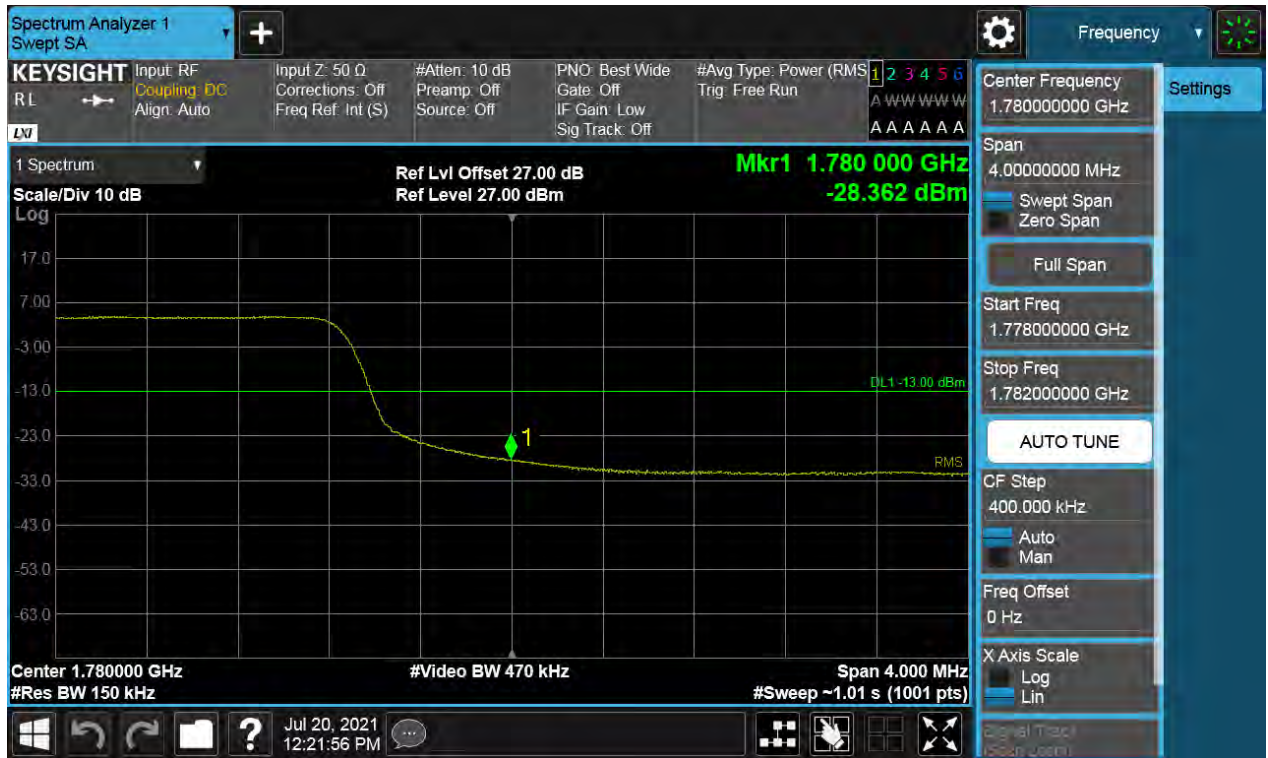 Spectrum Analyzer 1
Swept SA
+
Frequency
KEYSIGHT
R L
LXI
Input: RF
Coupling: DC
Align: Auto
Input Z: 50 Ω
Corrections: Off
Freq Ref: Int (S)
#Atten: 10 dB
Preamp: Off
Source: Off
PNO: Best Wide
Gate: Off
IF Gain: Low
Sig Track: Off
#Avg Type: Power (RMS
Trig: Free Run
1 2 3 4 5 6
A W W W W W
A A A A A A
1 Spectrum
Scale/Div 10 dB
Log
Ref Lvl Offset 27.00 dB
Ref Level 27.00 dBm
Mkr1 1.780 000 GHz
-28.362 dBm
17.0
7.00
-3.00
-13.0
-23.0
-33.0
-43.0
-53.0
-63.0
DL1 -13.00 dBm
1
RMS
Center 1.780000 GHz
#Res BW 150 kHz
#Video BW 470 kHz
Span 4.000 MHz
#Sweep ~1.01 s (1001 pts)
Center Frequency
1.780000000 GHz
Settings
Span
4.00000000 MHz
Swept Span
Zero Span
Full Span
Start Freq
1.778000000 GHz
Stop Freq
1.782000000 GHz
AUTO TUNE
CF Step
400.000 kHz
Auto
Man
Freq Offset
0 Hz
X Axis Scale
Log
Lin
Signal Track
(Span Zoom)
?
Jul 20, 2021
12:21:56 PM